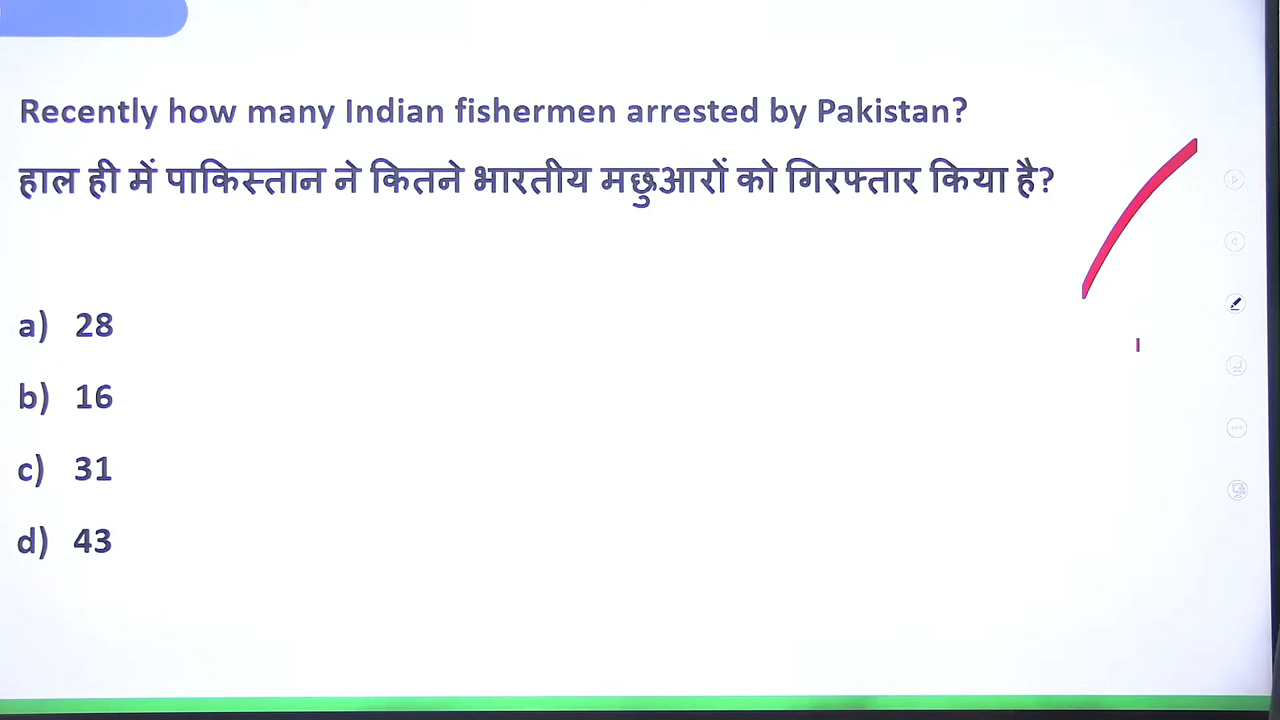 Recently how many Indian fishermen arrested by Pakistan?
हाल ही में पाकिस्तान ने कितने भारतीय मछुआरों को गिरफ्तार किया है?
a) 28
b) 16
c) 31
d) 43